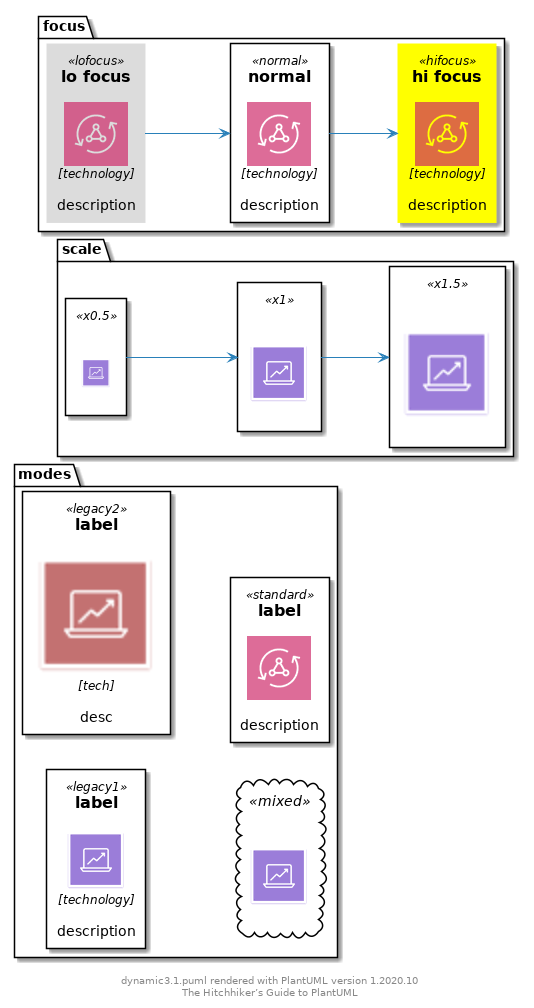 focus
«lofocus»
lo focus
[technology]
description
«normal»
normal
[technology]
description
«hifocus»
hi focus
[technology]
description
scale
«x0.5»
«x1»
«x1.5»
modes
«legacy2»
label
[tech]
desc
«standard»
label
description
«legacy1»
label
[technology]
description
«mixed»
dynamic3.1.puml rendered with PlantUML version 1.2020.10
The Hitchhiker's Guide to PlantUML